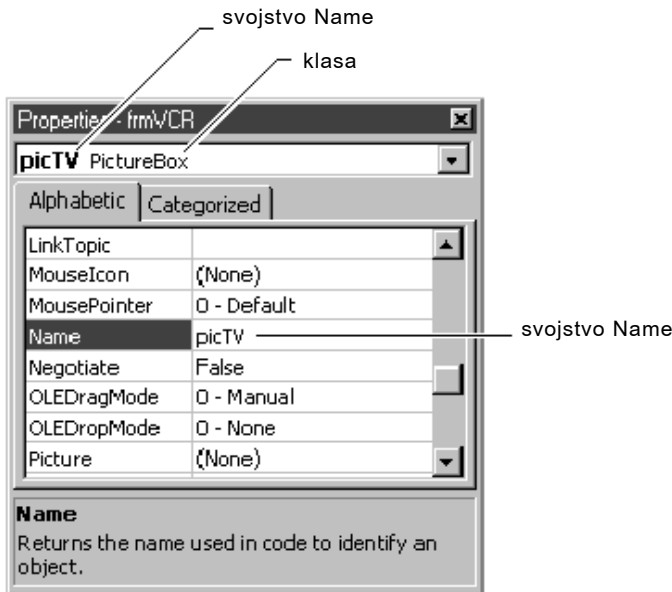 svojstvo Name
klasa
Properties - frmVCR
picTV PictureBox
Alphabetic Categorized
LinkTopic
MouseIcon (None)
MousePointer 0 - Default
Name picTV
svojstvo Name
Negotiate False
OLEDragMode 0 - Manual
OLEDropMode 0 - None
Picture (None)
Name
Returns the name used in code to identify an
object.